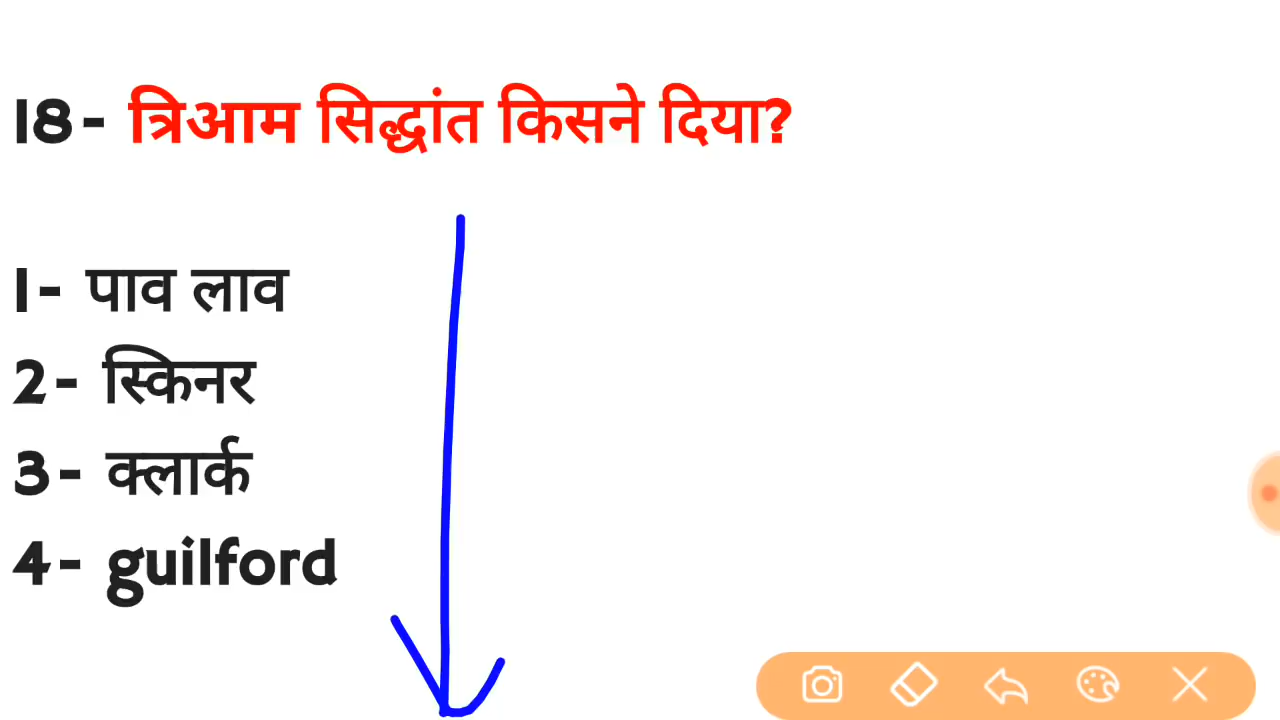 18- त्रिआम सिद्धांत किसने दिया?
1- पाव लाव
2- स्किनर
3- क्लार्क
4- guilford